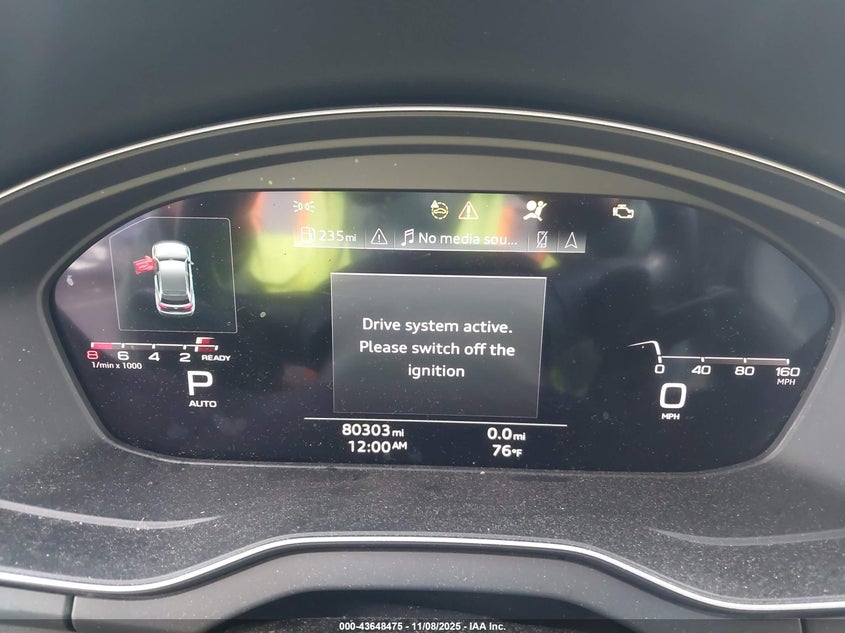 235mi
No media sou...
Drive system active.
Please switch off the
ignition
8 6 4 2 READY
1/min x 1000
0 40 80 160
MPH
P
AUTO
0
MPH
80303mi 0.0mi
12:00AM 76°F
000-43648475 - 11/08/2025 - IAA Inc.